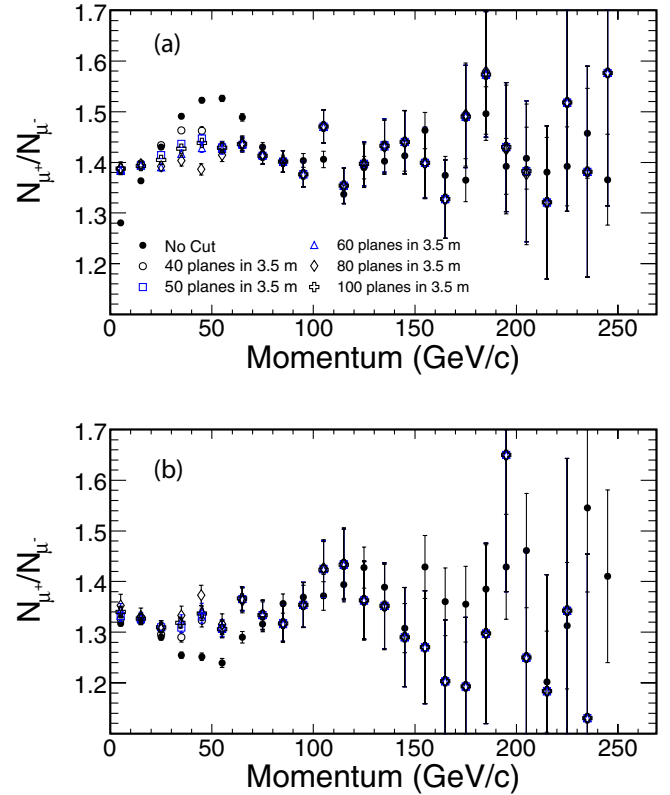 1.7
(a)
1.6
1.5
1.4
1.3
1.2
N_μ+/N_μ-
No Cut
40 planes in 3.5 m
50 planes in 3.5 m
60 planes in 3.5 m
80 planes in 3.5 m
100 planes in 3.5 m
0 50 100 150 200 250
Momentum (GeV/c)
1.7
(b)
1.6
1.5
1.4
1.3
1.2
N_μ+/N_μ-
0 50 100 150 200 250
Momentum (GeV/c)